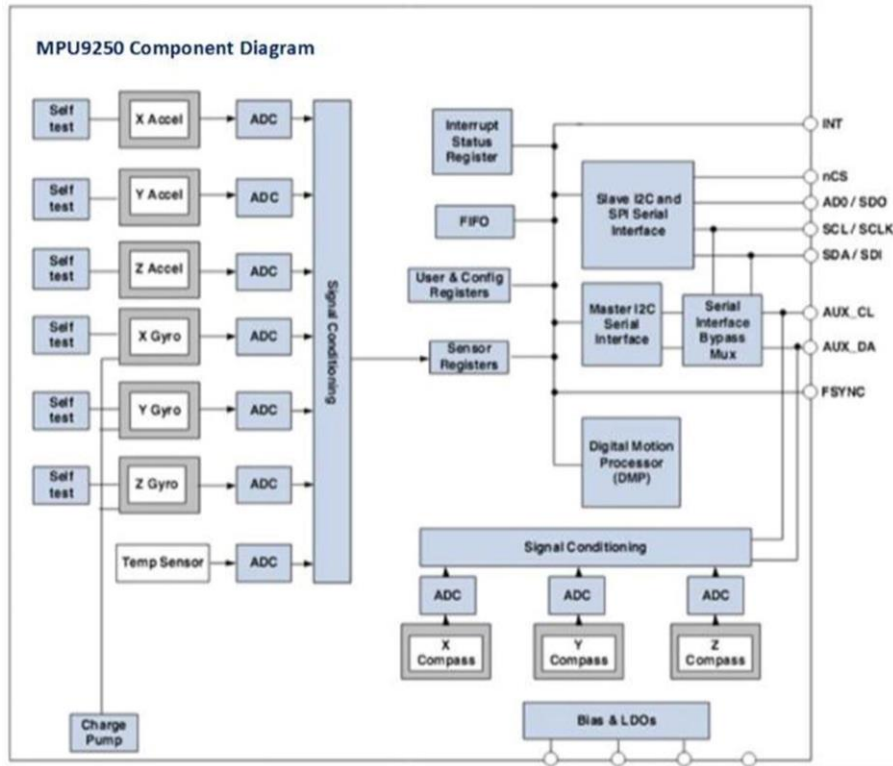 MPU9250 Component Diagram
Self
test
X Accel
ADC
Self
test
Y Accel
ADC
Self
test
Z Accel
ADC
Self
test
X Gyro
ADC
Self
test
Y Gyro
ADC
Self
test
Z Gyro
ADC
Temp Sensor
ADC
Charge
Pump
Signal Conditioning
Interrupt
Status
Register
FIFO
User & Config
Registers
Sensor
Registers
Slave I2C and
SPI Serial
Interface
Master I2C
Serial
Interface
Serial
Interface
Bypass
Mux
Digital Motion
Processor
(DMP)
INT
nCS
AD0 / SDO
SCL / SCLK
SDA / SDI
AUX_CL
AUX_DA
FSYNC
Signal Conditioning
ADC
ADC
ADC
X
Compass
Y
Compass
Z
Compass
Bias & LDOs